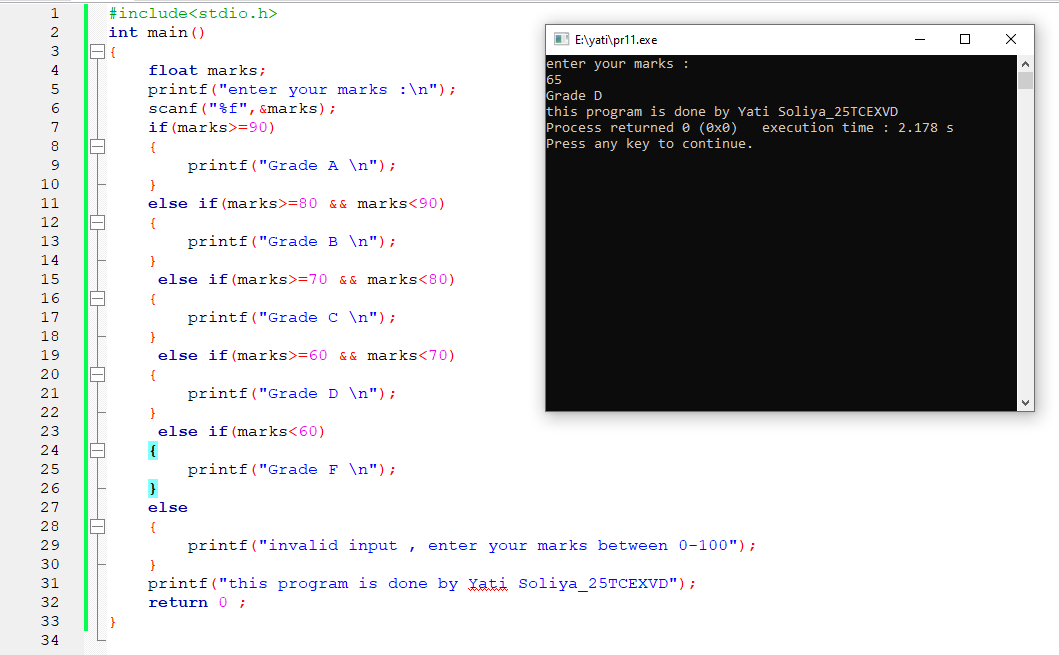 1 #include<stdio.h>
2 int main()
3 {
4 float marks;
5 printf("enter your marks :\n");
6 scanf("%f",&marks);
7 if(marks>=90)
8 {
9 printf("Grade A \n");
10 }
11 else if(marks>=80 && marks<90)
12 {
13 printf("Grade B \n");
14 }
15 else if(marks>=70 && marks<80)
16 {
17 printf("Grade C \n");
18 }
19 else if(marks>=60 && marks<70)
20 {
21 printf("Grade D \n");
22 }
23 else if(marks<60)
24 {
25 printf("Grade F \n");
26 }
27 else
28 {
29 printf("invalid input , enter your marks between 0-100");
30 }
31 printf("this program is done by Yati Soliya_25TCEXVD");
32 return 0 ;
33 }
34
E:\yati\pr11.exe
enter your marks :
65
Grade D
this program is done by Yati Soliya_25TCEXVD
Process returned 0 (0x0)   execution time : 2.178 s
Press any key to continue.